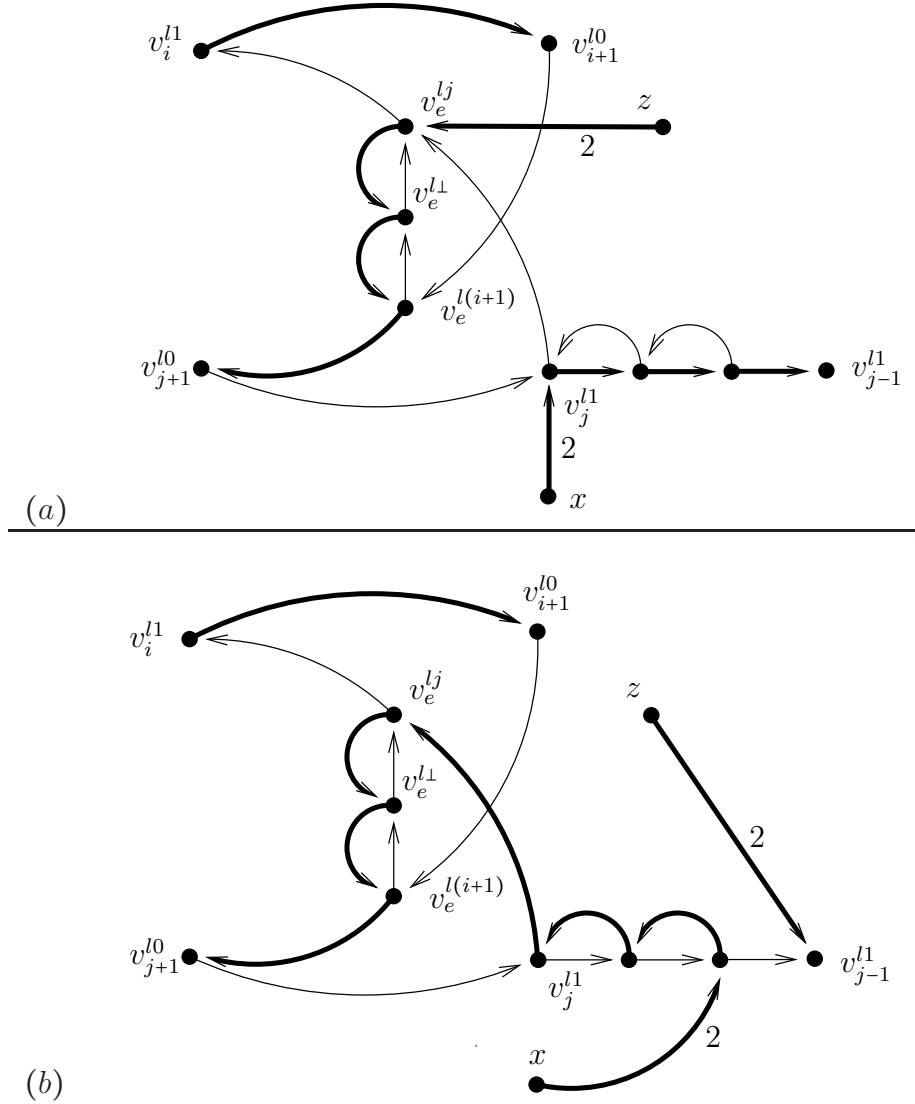 $v_i^{l1}$
$v_{i+1}^{l0}$
$v_e^{lj}$
$z$
$2$
$v_e^{l\perp}$
$v_e^{l(i+1)}$
$v_{j+1}^{l0}$
$v_j^{l1}$
$v_{j-1}^{l1}$
$2$
$x$
$(a)$
$v_{i+1}^{l0}$
$v_i^{l1}$
$v_e^{lj}$
$z$
$v_e^{l\perp}$
$2$
$v_e^{l(i+1)}$
$v_{j+1}^{l0}$
$v_j^{l1}$
$v_{j-1}^{l1}$
$2$
$x$
$(b)$